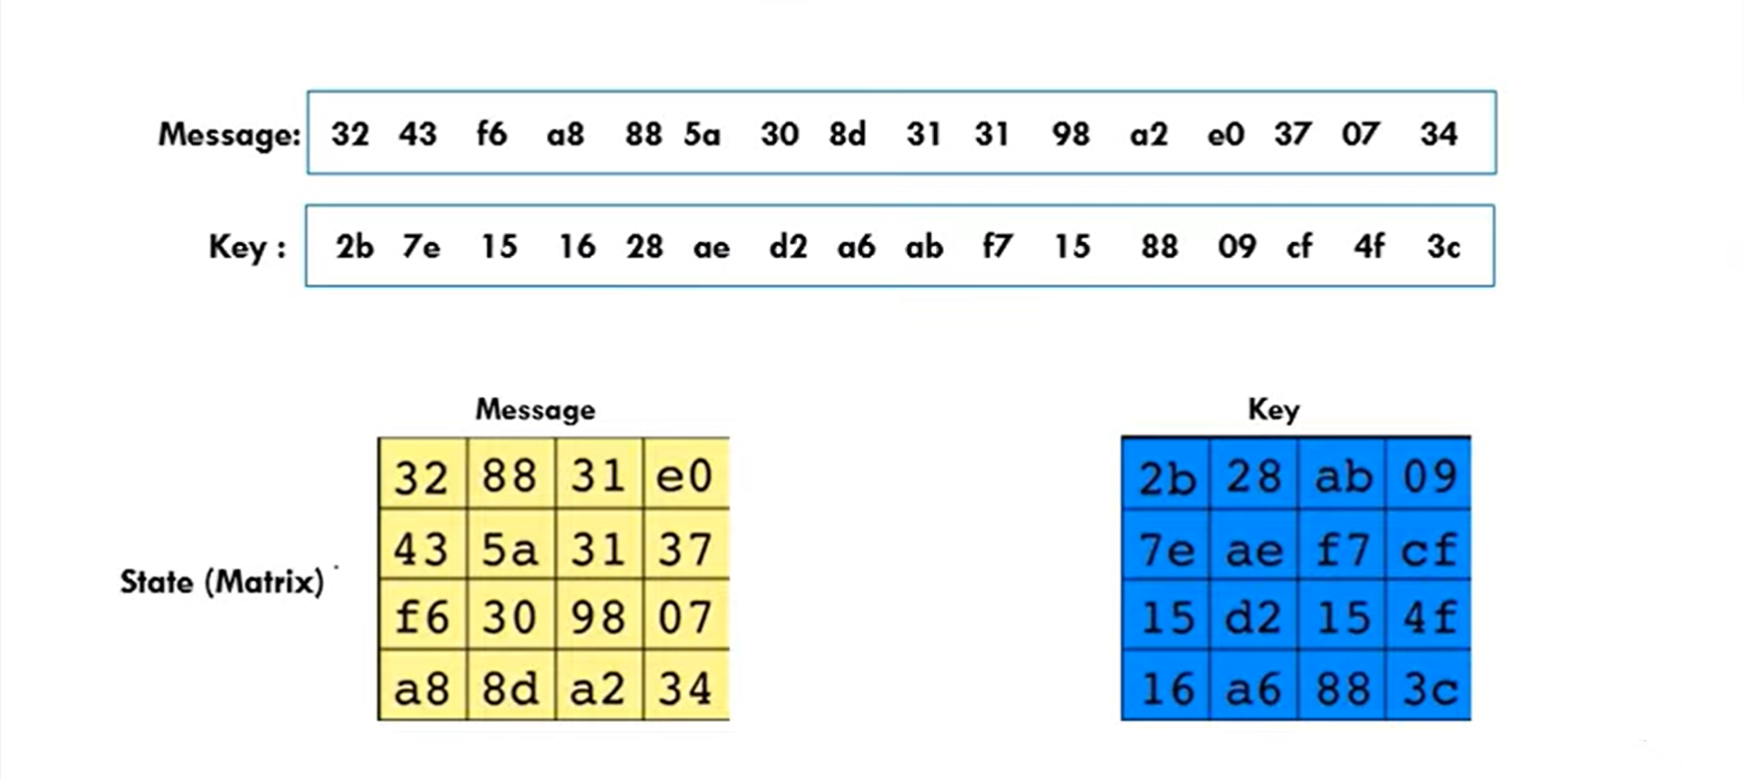 Message: 32 43 f6 a8 88 5a 30 8d 31 31 98 a2 e0 37 07 34
Key : 2b 7e 15 16 28 ae d2 a6 ab f7 15 88 09 cf 4f 3c
Message
32 88 31 e0
43 5a 31 37
f6 30 98 07
a8 8d a2 34
State (Matrix)
Key
2b 28 ab 09
7e ae f7 cf
15 d2 15 4f
16 a6 88 3c